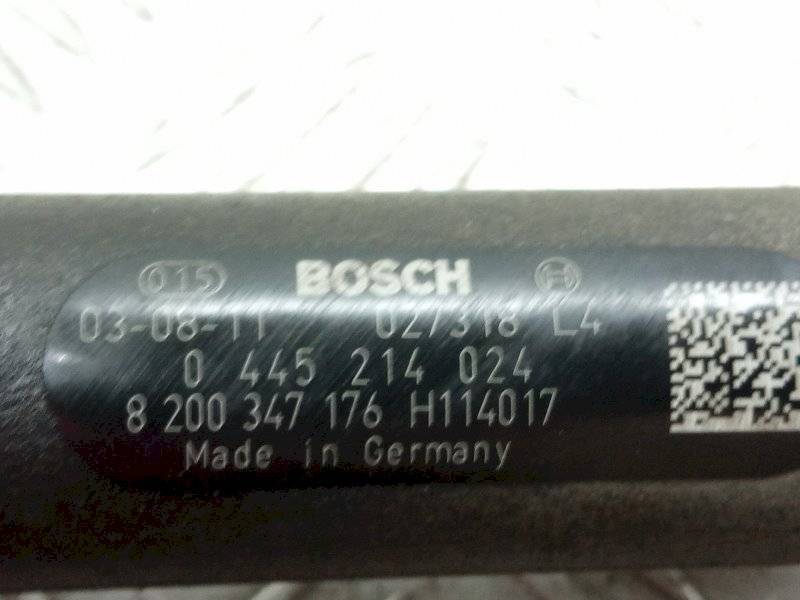 015 BOSCH
03-08-11 027318 L4
0 445 214 024
8 200 347 176 H114017
Made in Germany